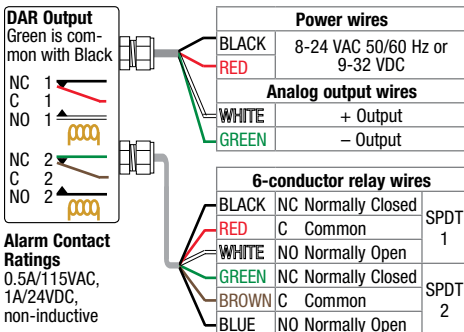 DAR Output
Green is com-
mon with Black
NC 1
C 1
NO 1
NC 2
C 2
NO 2
Alarm Contact
Ratings
0.5A/115VAC,
1A/24VDC,
non-inductive
Power wires
BLACK 8-24 VAC 50/60 Hz or
RED 9-32 VDC
Analog output wires
WHITE + Output
GREEN – Output
6-conductor relay wires
BLACK NC Normally Closed
RED C Common
WHITE NO Normally Open
SPDT
1
GREEN NC Normally Closed
BROWN C Common
BLUE NO Normally Open
SPDT
2